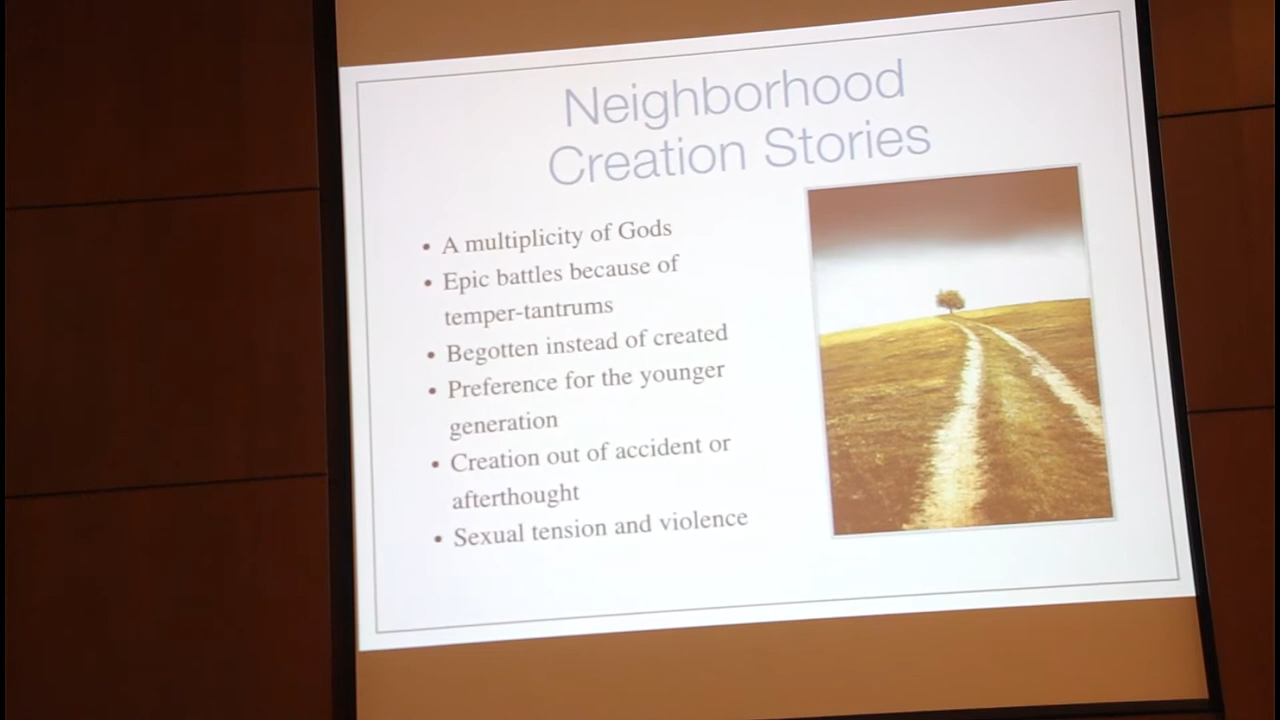 Neighborhood
Creation Stories
• A multiplicity of Gods
• Epic battles because of
temper-tantrums
• Begotten instead of created
• Preference for the younger
generation
• Creation out of accident or
afterthought
• Sexual tension and violence